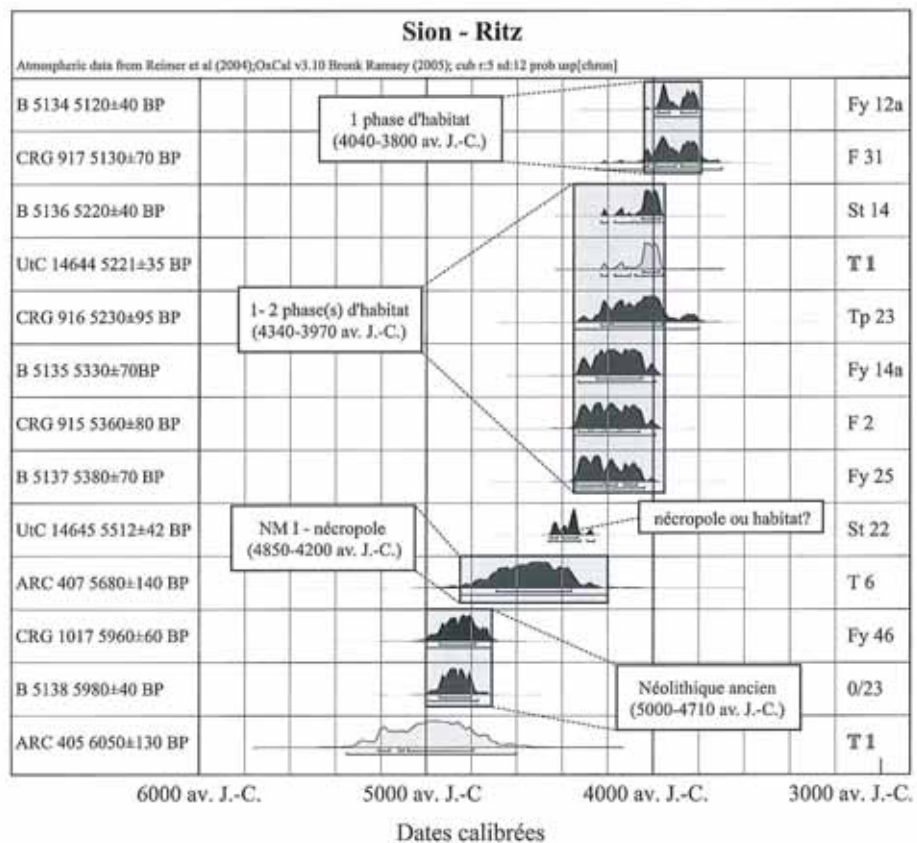 Sion - Ritz
Atmospheric data from Reimer et al (2004);OxCal v3.10 Bronk Ramsey (2005); cub r:5 sd:12 prob usp[chron]
B 5134 5120±40 BP
Fy 12a
1 phase d'habitat
(4040-3800 av. J.-C.)
CRG 917 5130±70 BP
F 31
B 5136 5220±40 BP
St 14
UtC 14644 5221±35 BP
T 1
1- 2 phase(s) d'habitat
(4340-3970 av. J.-C.)
CRG 916 5230±95 BP
Tp 23
B 5135 5330±70BP
Fy 14a
CRG 915 5360±80 BP
F 2
B 5137 5380±70 BP
Fy 25
UtC 14645 5512±42 BP
nécropole ou habitat?
St 22
NM I - nécropole
(4850-4200 av. J.-C.)
ARC 407 5680±140 BP
T 6
CRG 1017 5960±60 BP
Fy 46
B 5138 5980±40 BP
0/23
Néolithique ancien
(5000-4710 av. J.-C.)
ARC 405 6050±130 BP
T 1
6000 av. J.-C. 5000 av. J.-C 4000 av. J.-C. 3000 av. J.-C.
Dates calibrées